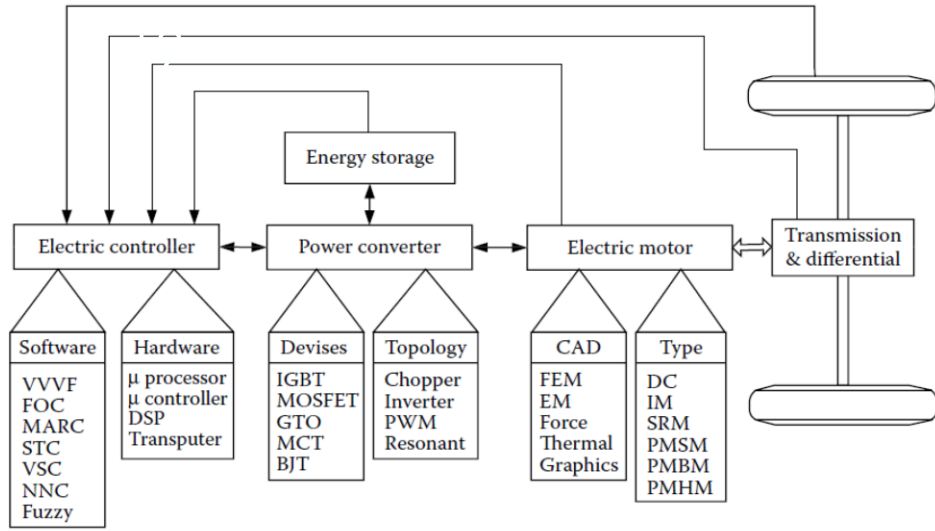 Energy storage
Electric controller
Power converter
Electric motor
Transmission
& differential
Software
VVVF
FOC
MARC
STC
VSC
NNC
Fuzzy
Hardware
μ processor
μ controller
DSP
Transputer
Devises
IGBT
MOSFET
GTO
MCT
BJT
Topology
Chopper
Inverter
PWM
Resonant
CAD
FEM
EM
Force
Thermal
Graphics
Type
DC
IM
SRM
PMSM
PMBM
PMHM